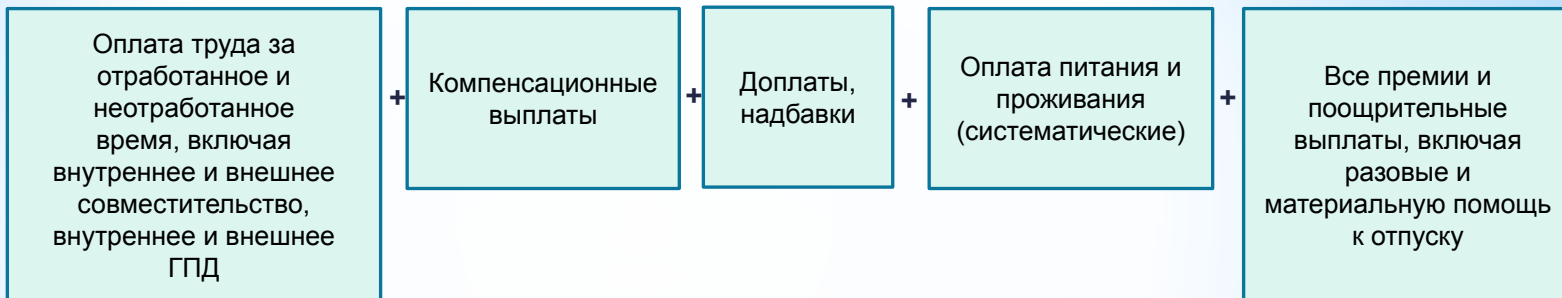 Оплата труда за
отработанное и
неотработанное
время, включая
внутреннее и внешнее
совместительство,
внутреннее и внешнее
ГПД
+
Компенсационные
выплаты
+
Доплаты,
надбавки
+
Оплата питания и
проживания
(систематические)
+
Все премии и
поощрительные
выплаты, включая
разовые и
материальную помощь
к отпуску